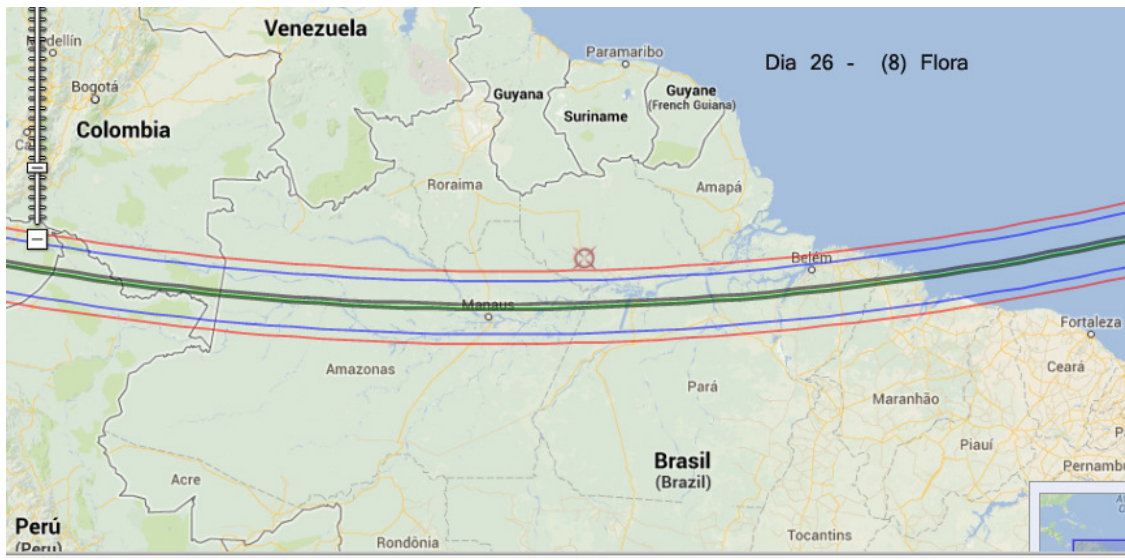 Venezuela
Medellín
Paramaribo
Dia 26 - (8) Flora
Bogotá
Guyana
Guyane
(French Guiana)
Suriname
Colombia
Roraima
Amapá
Belém
Manaus
Fortaleza
Amazonas
Ceará
Pará
Maranhão
Piauí
Brasil
(Brazil)
Pernambu
Acre
Perú
(Peru)
Rondônia
Tocantins